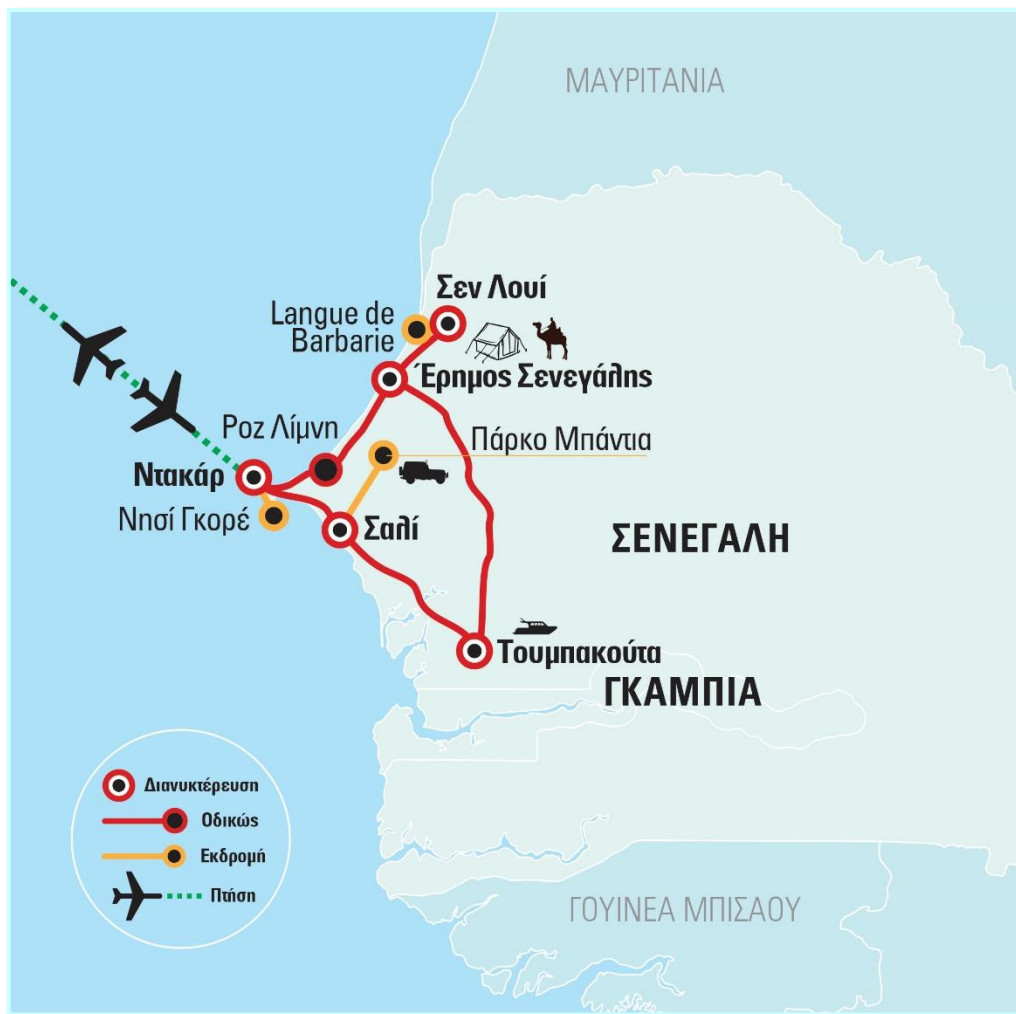 ΜΑΥΡΙΤΑΝΙΑ
Σεν Λουί
Langue de
Barbarie
Έρημος Σενεγάλης
Ροζ Λίμνη
Πάρκο Μπάντια
Ντακάρ
Νησί Γκορέ
Σαλί
ΣΕΝΕΓΑΛΗ
Τουμπακούτα
ΓΚΑΜΠΙΑ
Διανυκτέρευση
Οδικώς
Εκδρομή
Πτήση
ΓΟΥΙΝΕΑ ΜΠΙΣΑΟΥ